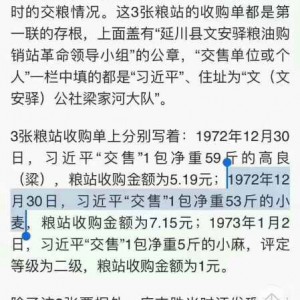 时的交粮情况。这3张粮站的收购单都是第
一联的存根，上面盖有“延川县文安驿粮油购
销站革命领导小组”的公章，“交售单位或个
人”一栏中填的都是“习近平”、住址为“文（文
安驿）公社梁家河大队”。
3张粮站收购单上分别写着：1972年12月30
日，习近平“交售”1包净重59斤的高良
（梁），粮站收购金额为5.19元；1972年12
月30日，习近平“交售”1包净重53斤的小
麦，粮站收购金额为7.15元；1973年1月2
日，习近平“交售”1包净重5斤的小麻，评定
等级为二级，粮站收购金额为1元。